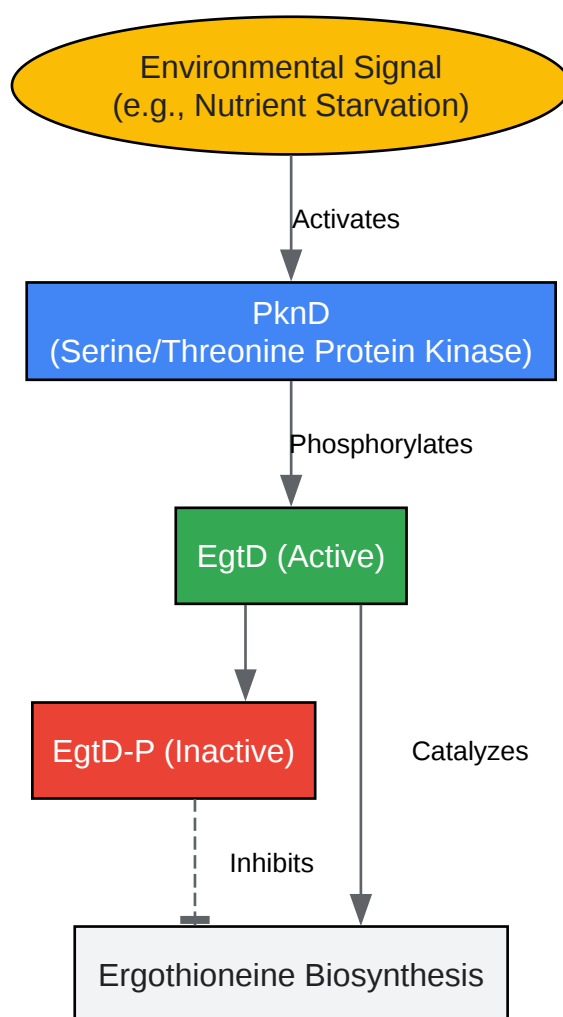 Environmental Signal
(e.g., Nutrient Starvation)
Activates
PknD
(Serine/Threonine Protein Kinase)
Phosphorylates
EgtD (Active)
EgtD-P (Inactive)
Catalyzes
Inhibits
Ergothioneine Biosynthesis